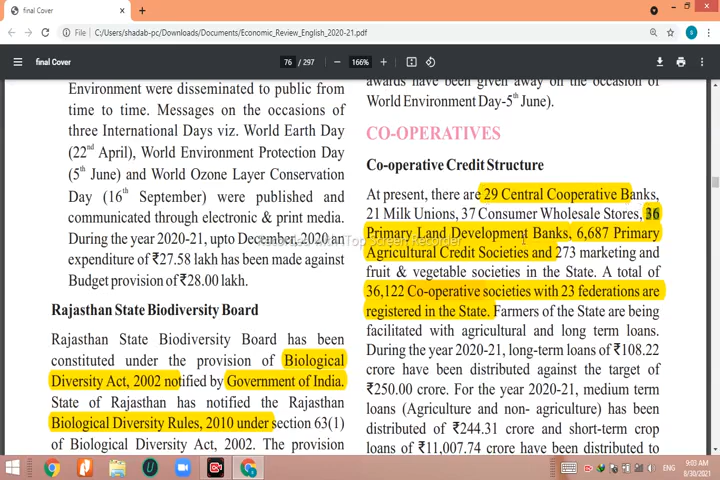 final Cover
File | C:/Users/shadab-pc/Downloads/Documents/Economic_Review_English_2020-21.pdf
final Cover
76 / 297
166%
Environment were disseminated to public from
time to time. Messages on the occasions of
three International Days viz. World Earth Day
(22nd April), World Environment Protection Day
(5th June) and World Ozone Layer Conservation
Day (16th September) were published and
communicated through electronic & print media.
During the year 2020-21, upto December, 2020 an
expenditure of ₹27.58 lakh has been made against
Budget provision of ₹28.00 lakh.
Rajasthan State Biodiversity Board
Rajasthan State Biodiversity Board has been
constituted under the provision of Biological
Diversity Act, 2002 notified by Government of India.
State of Rajasthan has notified the Rajasthan
Biological Diversity Rules, 2010 under section 63(1)
of Biological Diversity Act, 2002. The provision
awards have been given away on the occasion of
World Environment Day-5th June).
CO-OPERATIVES
Co-operative Credit Structure
At present, there are 29 Central Cooperative Banks,
21 Milk Unions, 37 Consumer Wholesale Stores, 36
Primary Land Development Banks, 6,687 Primary
Agricultural Credit Societies and 273 marketing and
fruit & vegetable societies in the State. A total of
36,122 Co-operative societies with 23 federations are
registered in the State. Farmers of the State are being
facilitated with agricultural and long term loans.
During the year 2020-21, long-term loans of ₹108.22
crore have been distributed against the target of
₹250.00 crore. For the year 2020-21, medium term
loans (Agriculture and non- agriculture) has been
distributed of ₹244.31 crore and short-term crop
loans of ₹11,007.74 crore have been distributed to
Recorded with Top Screen Recorder
ENG
9:03 AM
8/30/2021